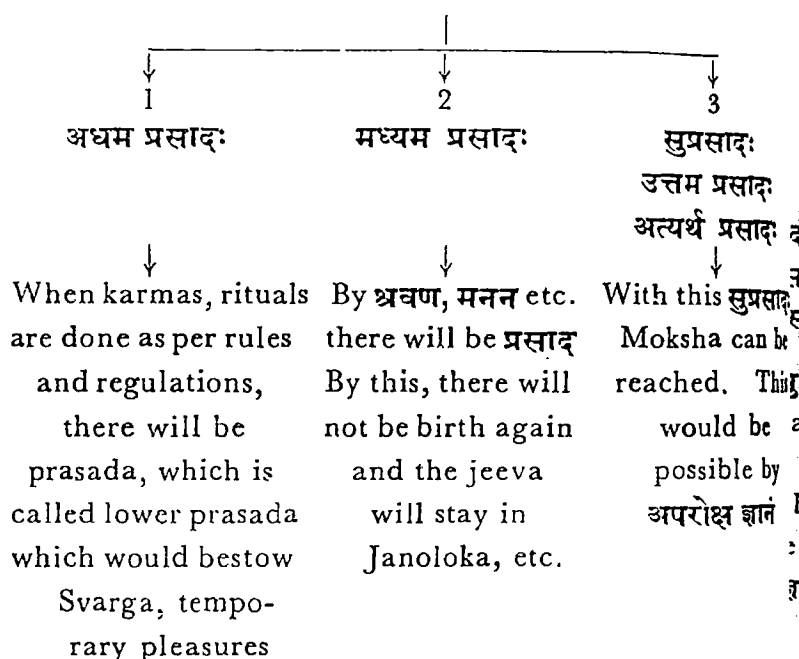 1
अधम प्रसादः
When karmas, rituals
are done as per rules
and regulations,
there will be
prasada, which is
called lower prasada
which would bestow
Svarga, tempo-
rary pleasures
2
मध्यम प्रसादः
By श्रवण, मनन etc.
there will be प्रसाद
By this, there will
not be birth again
and the jeeva
will stay in
Janoloka, etc.
3
सुप्रसादः
उत्तम प्रसादः
अत्यर्थ प्रसादः
With this सुप्रसाद
Moksha can be
reached. This
would be
possible by
अपरोक्ष ज्ञानं